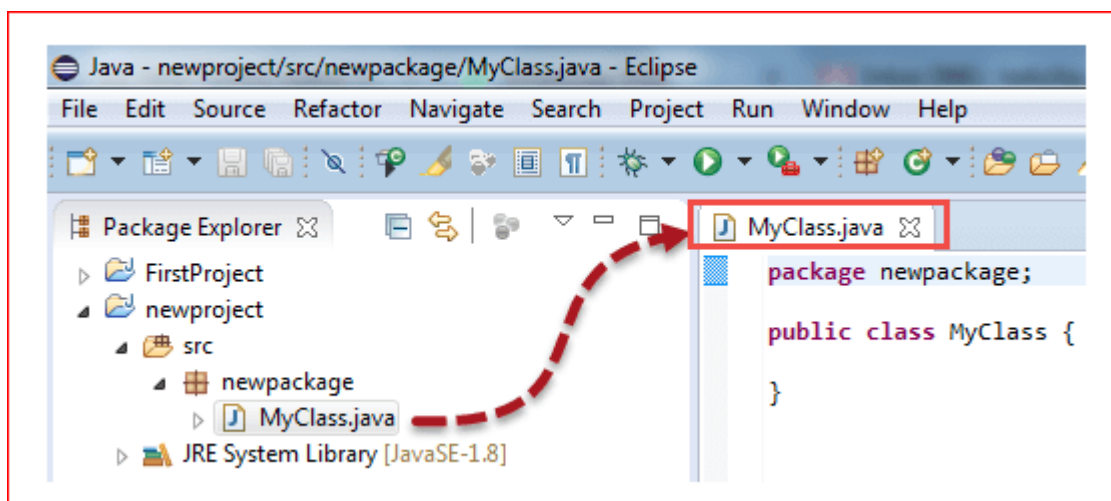 Java - newproject/src/newpackage/MyClass.java - Eclipse
File Edit Source Refactor Navigate Search Project Run Window Help
Package Explorer
FirstProject
newproject
src
newpackage
MyClass.java
JRE System Library [JavaSE-1.8]
MyClass.java
package newpackage;
public class MyClass {
}